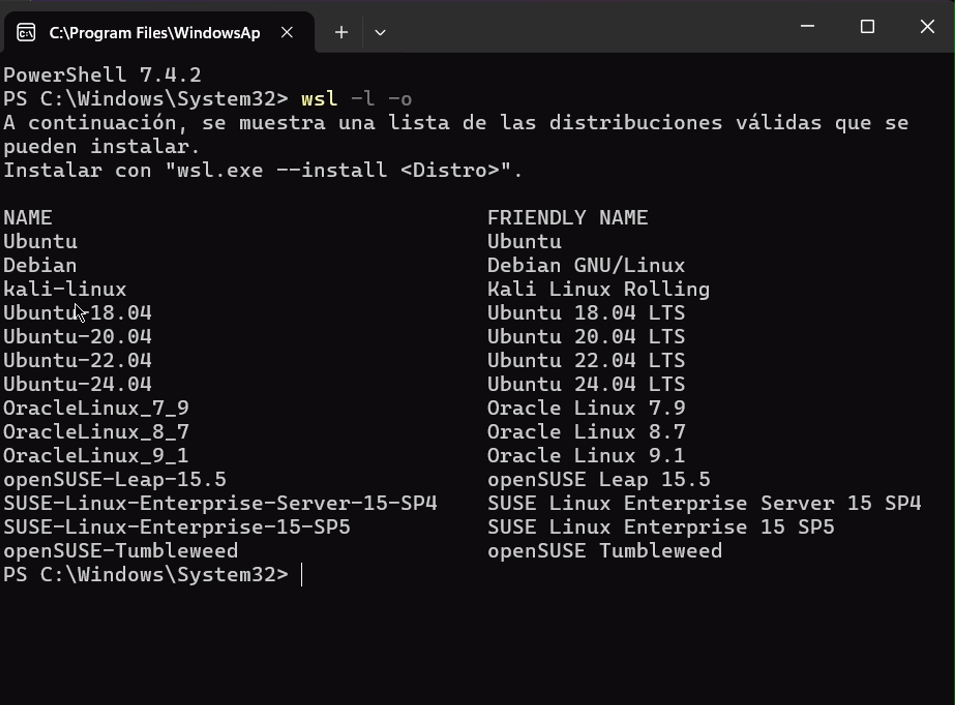 C:\Program Files\WindowsAp
PowerShell 7.4.2
PS C:\Windows\System32> wsl -l -o
A continuación, se muestra una lista de las distribuciones válidas que se
pueden instalar.
Instalar con "wsl.exe --install <Distro>".
NAME FRIENDLY NAME
Ubuntu Ubuntu
Debian Debian GNU/Linux
kali-linux Kali Linux Rolling
Ubuntu-18.04 Ubuntu 18.04 LTS
Ubuntu-20.04 Ubuntu 20.04 LTS
Ubuntu-22.04 Ubuntu 22.04 LTS
Ubuntu-24.04 Ubuntu 24.04 LTS
OracleLinux_7_9 Oracle Linux 7.9
OracleLinux_8_7 Oracle Linux 8.7
OracleLinux_9_1 Oracle Linux 9.1
openSUSE-Leap-15.5 openSUSE Leap 15.5
SUSE-Linux-Enterprise-Server-15-SP4 SUSE Linux Enterprise Server 15 SP4
SUSE-Linux-Enterprise-15-SP5 SUSE Linux Enterprise 15 SP5
openSUSE-Tumbleweed openSUSE Tumbleweed
PS C:\Windows\System32>